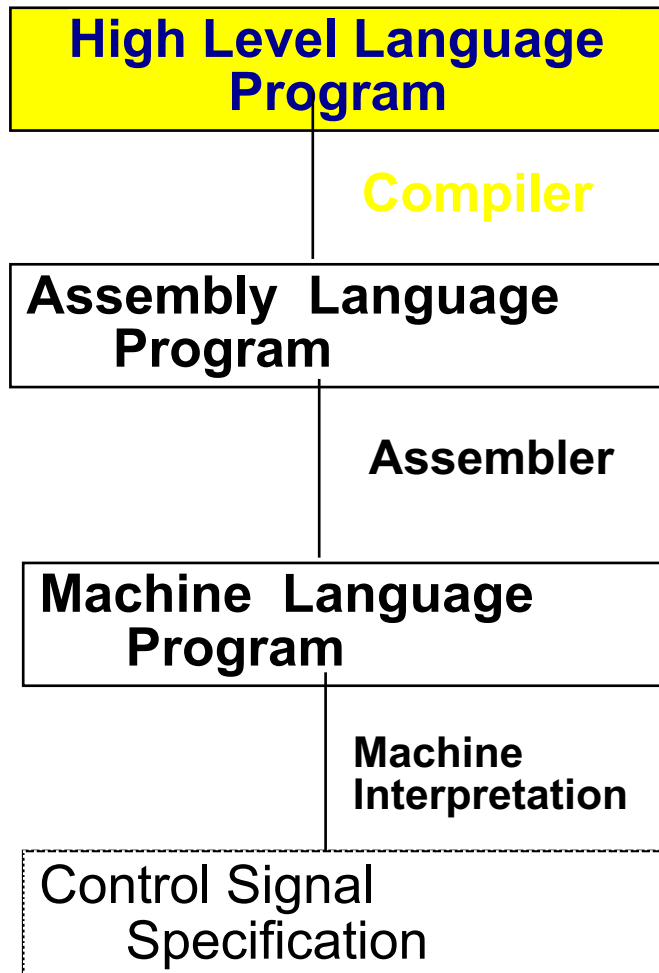 High Level Language
Program
Compiler
Assembly Language
Program
Assembler
Machine Language
Program
Machine
Interpretation
Control Signal
Specification